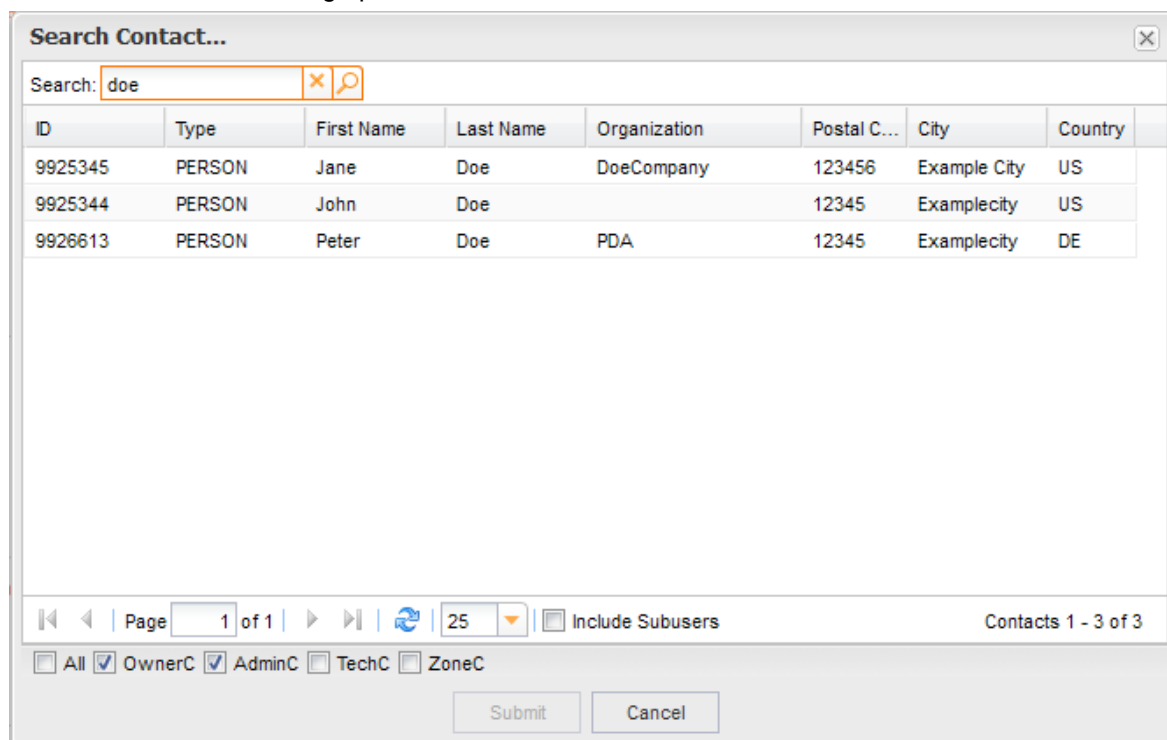 Search Contact...
Search: doe
ID Type First Name Last Name Organization Postal C... City Country
9925345 PERSON Jane Doe DoeCompany 123456 Example City US
9925344 PERSON John Doe 12345 Examplecity US
9926613 PERSON Peter Doe PDA 12345 Examplecity DE
Page 1 of 1 25 Include Subusers Contacts 1 - 3 of 3
All OwnerC AdminC TechC ZoneC
Submit Cancel